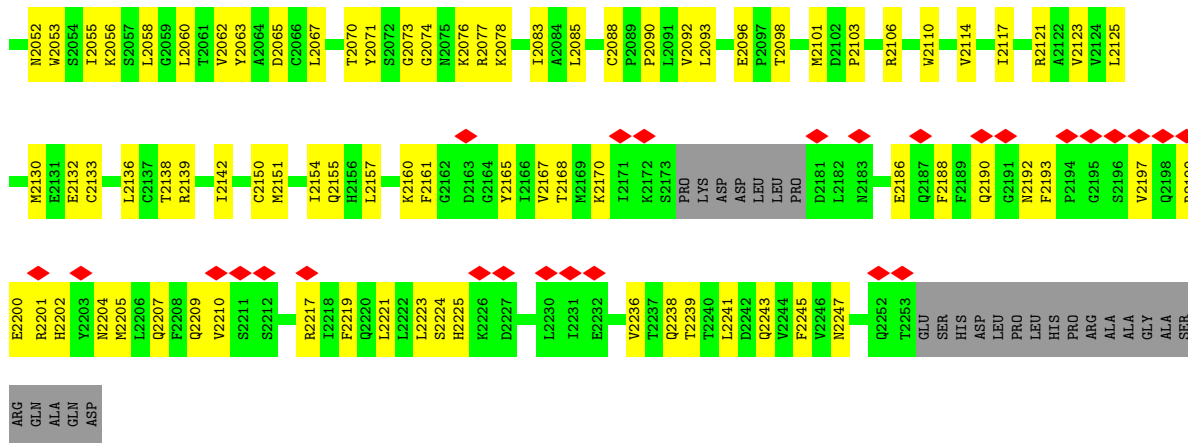 N2052 W2053 S2054 I2055 K2056 S2057 L2058 G2059 L2060 T2061 V2062 Y2063 A2064 D2065 C2066 L2067 T2070 Y2071 S2072 G2073 G2074 N2075 K2076 R2077 K2078 I2083 A2084 L2085 C2088 P2089 P2090 L2091 V2092 L2093 E2096 P2097 T2098 M2101 D2102 P2103 R2106 W2110 V2114 I2117 R2121 A2122 V2123 V2124 L2125
M2130 E2131 E2132 C2133 L2136 C2137 T2138 R2139 I2142 C2150 M2151 I2154 Q2155 H2156 L2157 K2160 F2161 G2162 D2163 G2164 Y2165 I2166 V2167 T2168 M2169 K2170 I2171 K2172 S2173 PRO LYS ASP ASP LEU LEU PRO D2181 L2182 N2183 E2186 Q2187 F2188 F2189 Q2190 G2191 N2192 F2193 P2194 G2195 S2196 V2197 Q2198
E2200 R2201 H2202 Y2203 N2204 M2205 L2206 Q2207 F2208 Q2209 V2210 S2211 S2212 R2217 I2218 F2219 Q2220 L2221 L2222 L2223 S2224 H2225 K2226 D2227 L2230 I2231 E2232 V2236 T2237 Q2238 T2239 T2240 L2241 D2242 Q2243 V2244 F2245 V2246 N2247 Q2252 T2253 GLU SER HIS ASP LEU PRO LEU HIS PRO ARG ALA ALA GLY ALA SER
ARG GLN ALA GLN ASP